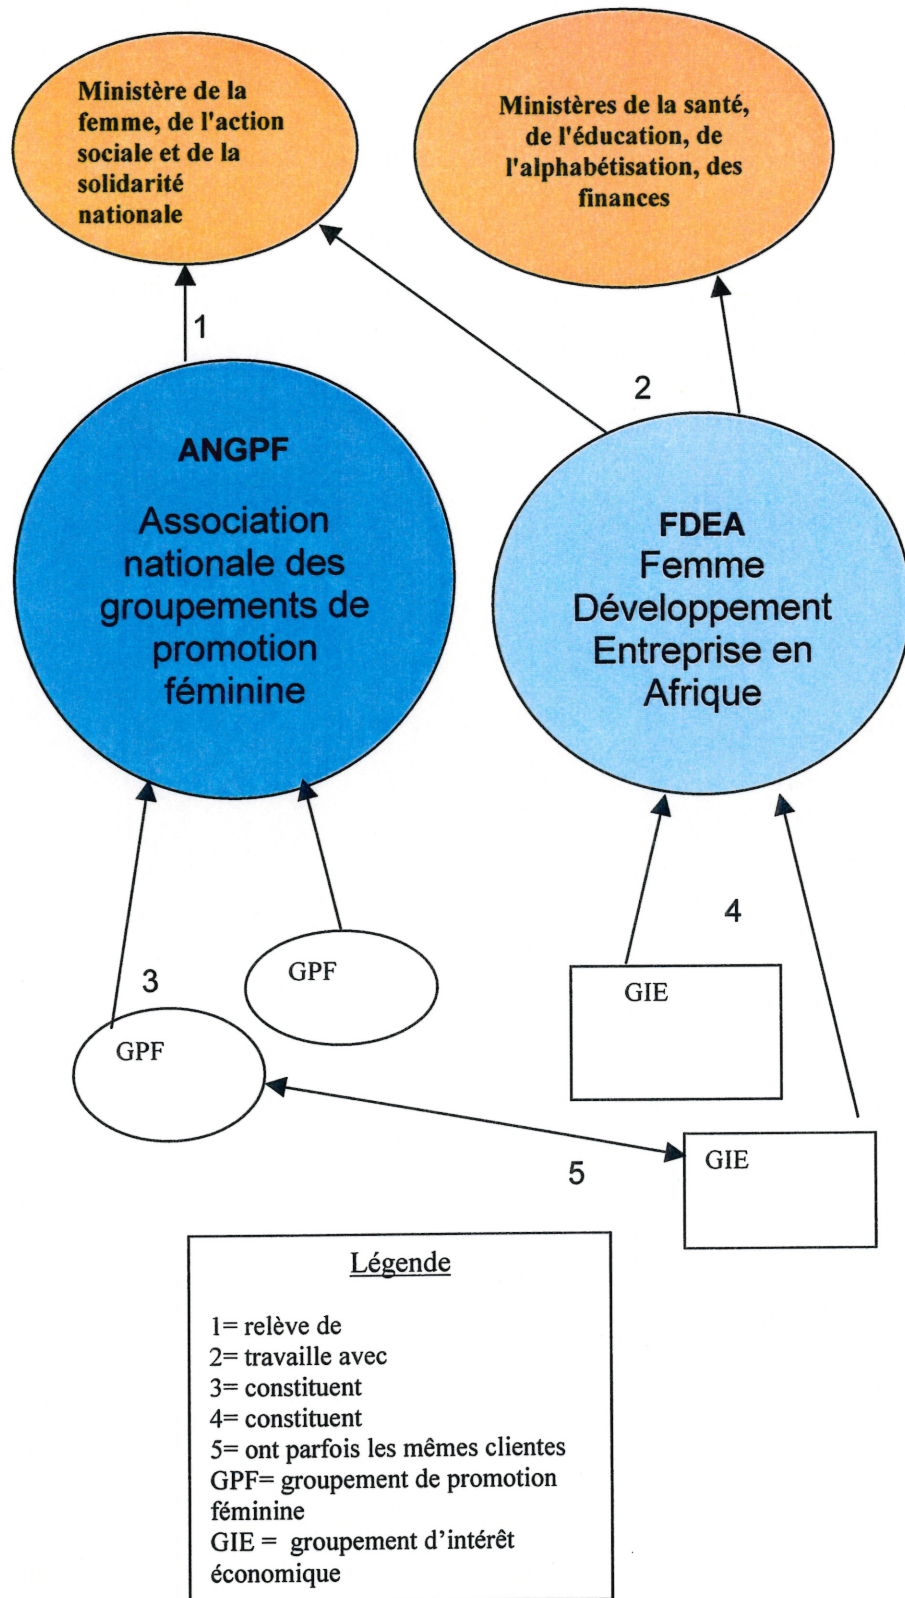 Ministère de la
femme, de l'action
sociale et de la
solidarité
nationale
Ministères de la santé,
de l'éducation, de
l'alphabétisation, des
finances
1
2
ANGPF
Association
nationale des
groupements de
promotion
féminine
FDEA
Femme
Développement
Entreprise en
Afrique
3
4
GPF
GPF
GIE
GIE
5
Légende
1= relève de
2= travaille avec
3= constituent
4= constituent
5= ont parfois les mêmes clientes
GPF= groupement de promotion
féminine
GIE = groupement d'intérêt
économique